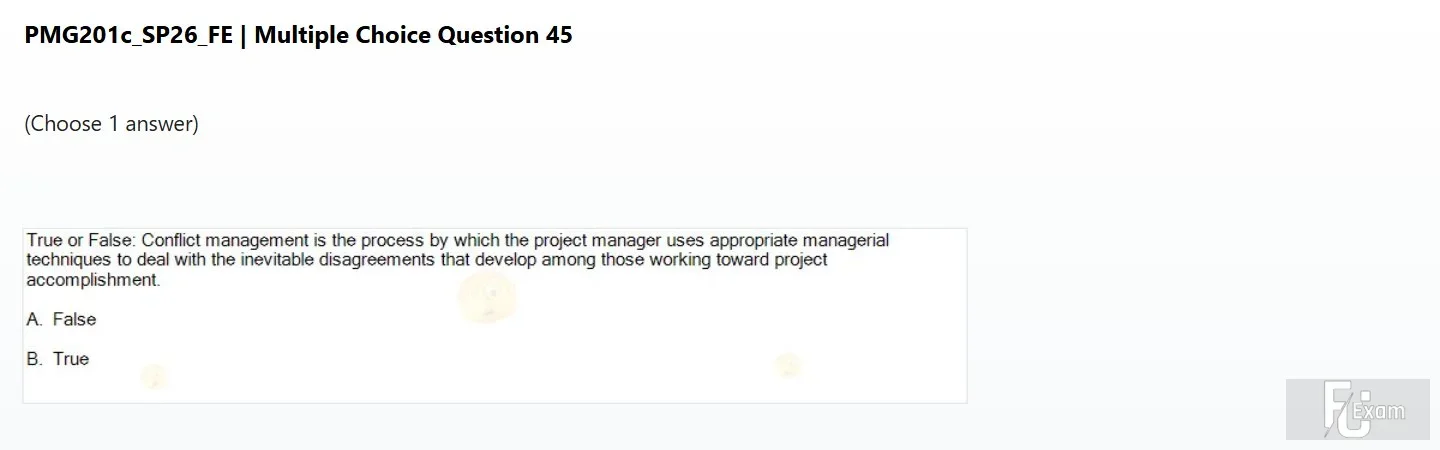 PMG201c_SP26_FE | Multiple Choice Question 45
(Choose 1 answer)
True or False: Conflict management is the process by which the project manager uses appropriate managerial
techniques to deal with the inevitable disagreements that develop among those working toward project
accomplishment.
A. False
B. True
FU Exam